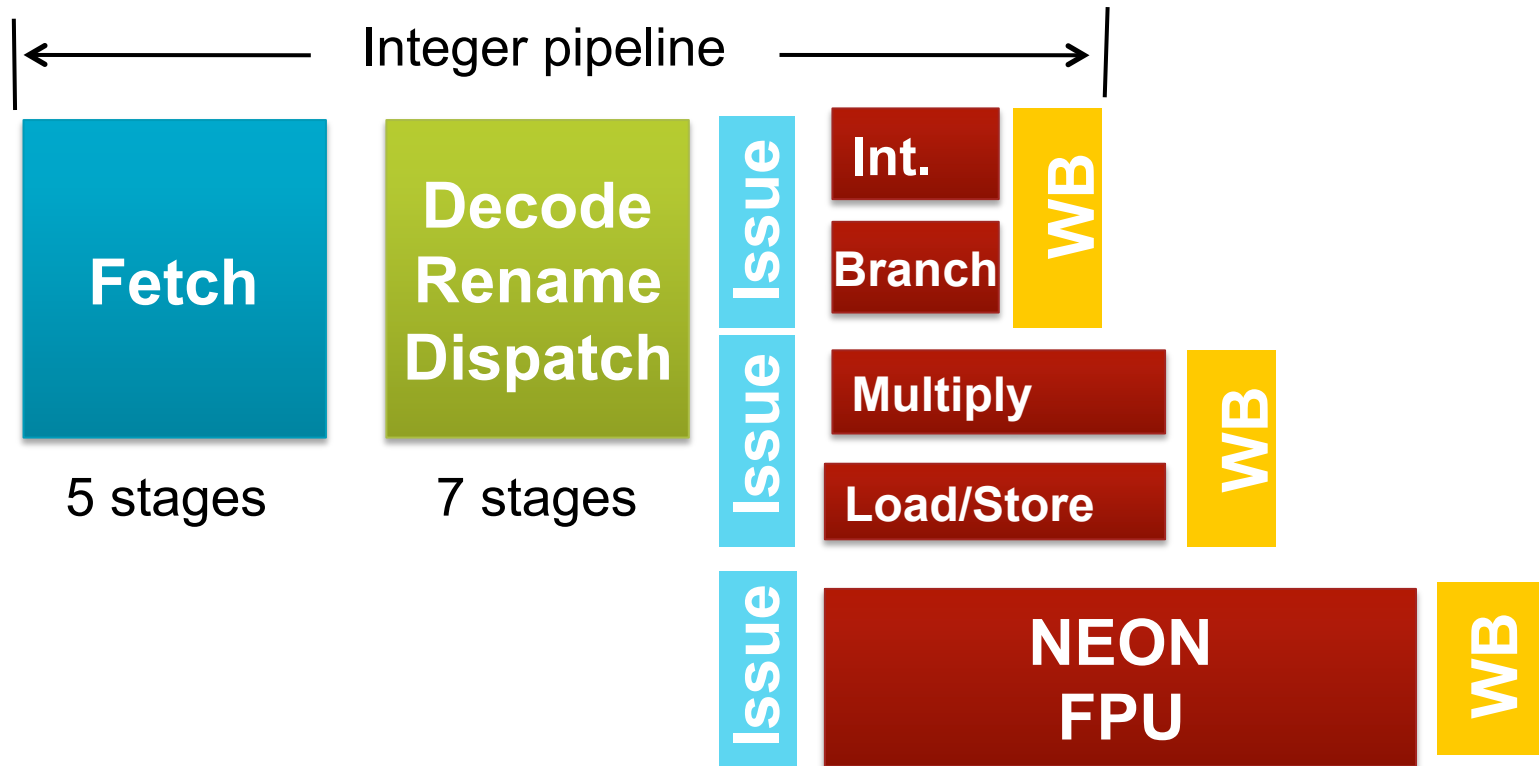 Integer pipeline
Fetch
5 stages
Decode
Rename
Dispatch
7 stages
Issue
Int.
Branch
WB
Issue
Multiply
Load/Store
WB
Issue
NEON
FPU
WB